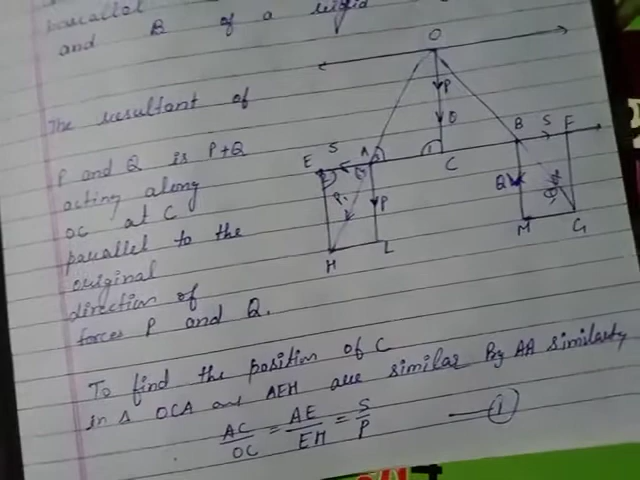 parallel
and B of a rigid
The resultant of
P and Q is P+Q
acting along
OC at C
parallel to the
original
direction of
forces P and Q.
O
P
Q
E S A C B S F
R₁ P Q
H L M G
To find the position of C
in Δ OCA and AEH are similar By AA similarity
AC/OC = AE/EH = S/P — ①